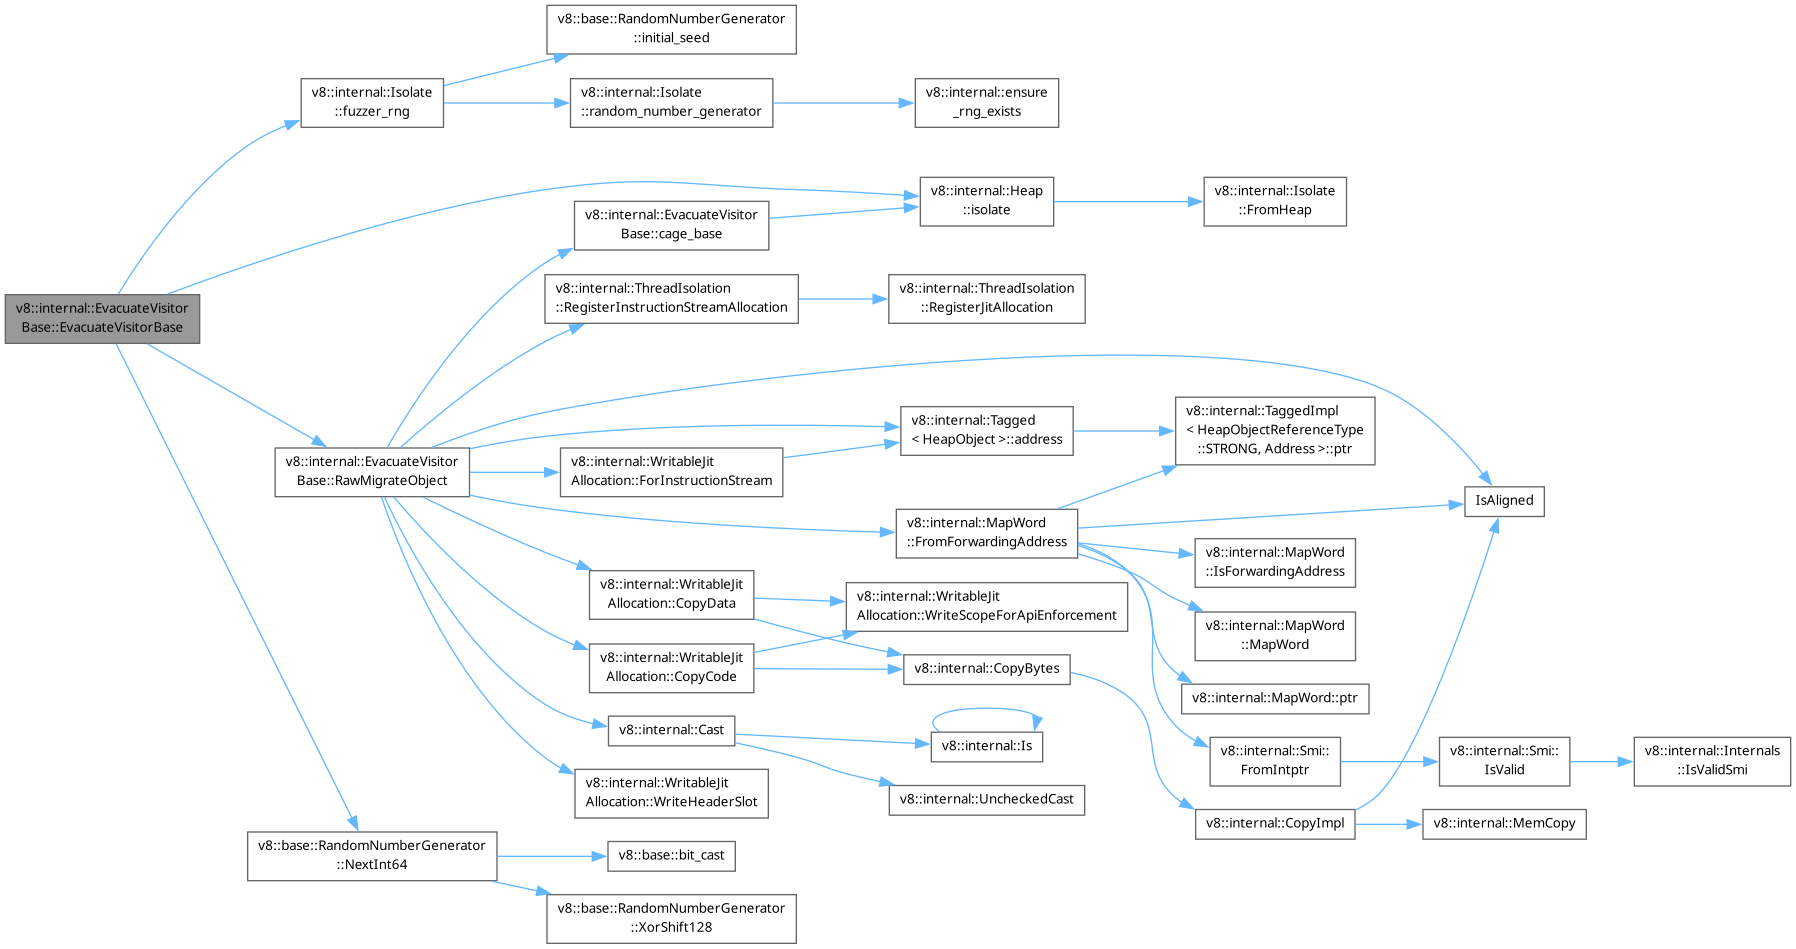 v8::base::RandomNumberGenerator
::initial_seed
v8::internal::Isolate
::fuzzer_rng
v8::internal::Isolate
::random_number_generator
v8::internal::ensure
_rng_exists
v8::internal::Heap
::isolate
v8::internal::Isolate
::FromHeap
v8::internal::EvacuateVisitor
Base::cage_base
v8::internal::ThreadIsolation
::RegisterInstructionStreamAllocation
v8::internal::ThreadIsolation
::RegisterJitAllocation
v8::internal::EvacuateVisitor
Base::EvacuateVisitorBase
v8::internal::Tagged
< HeapObject >::address
v8::internal::TaggedImpl
< HeapObjectReferenceType
::STRONG, Address >::ptr
v8::internal::EvacuateVisitor
Base::RawMigrateObject
v8::internal::WritableJit
Allocation::ForInstructionStream
IsAligned
v8::internal::MapWord
::FromForwardingAddress
v8::internal::MapWord
::IsForwardingAddress
v8::internal::WritableJit
Allocation::CopyData
v8::internal::WritableJit
Allocation::WriteScopeForApiEnforcement
v8::internal::MapWord
::MapWord
v8::internal::WritableJit
Allocation::CopyCode
v8::internal::CopyBytes
v8::internal::MapWord::ptr
v8::internal::Cast
v8::internal::Is
v8::internal::Smi::
FromIntptr
v8::internal::Smi::
IsValid
v8::internal::Internals
::IsValidSmi
v8::internal::WritableJit
Allocation::WriteHeaderSlot
v8::internal::UncheckedCast
v8::internal::CopyImpl
v8::internal::MemCopy
v8::base::RandomNumberGenerator
::NextInt64
v8::base::bit_cast
v8::base::RandomNumberGenerator
::XorShift128